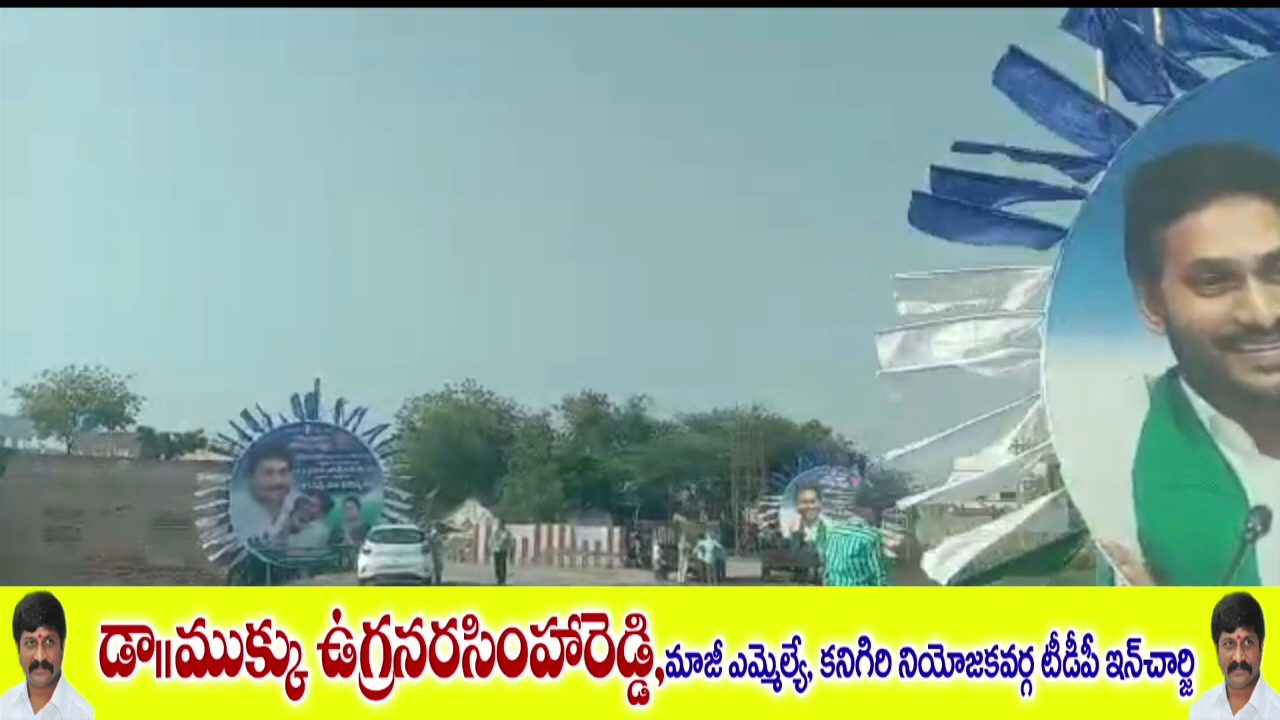 డా॥ముక్కు ఉగ్రనరసింహారెడ్డి,మాజీ ఎమ్మెల్యే, కనిగిరి నియోజకవర్గ టీడీపీ ఇన్‌చార్జి